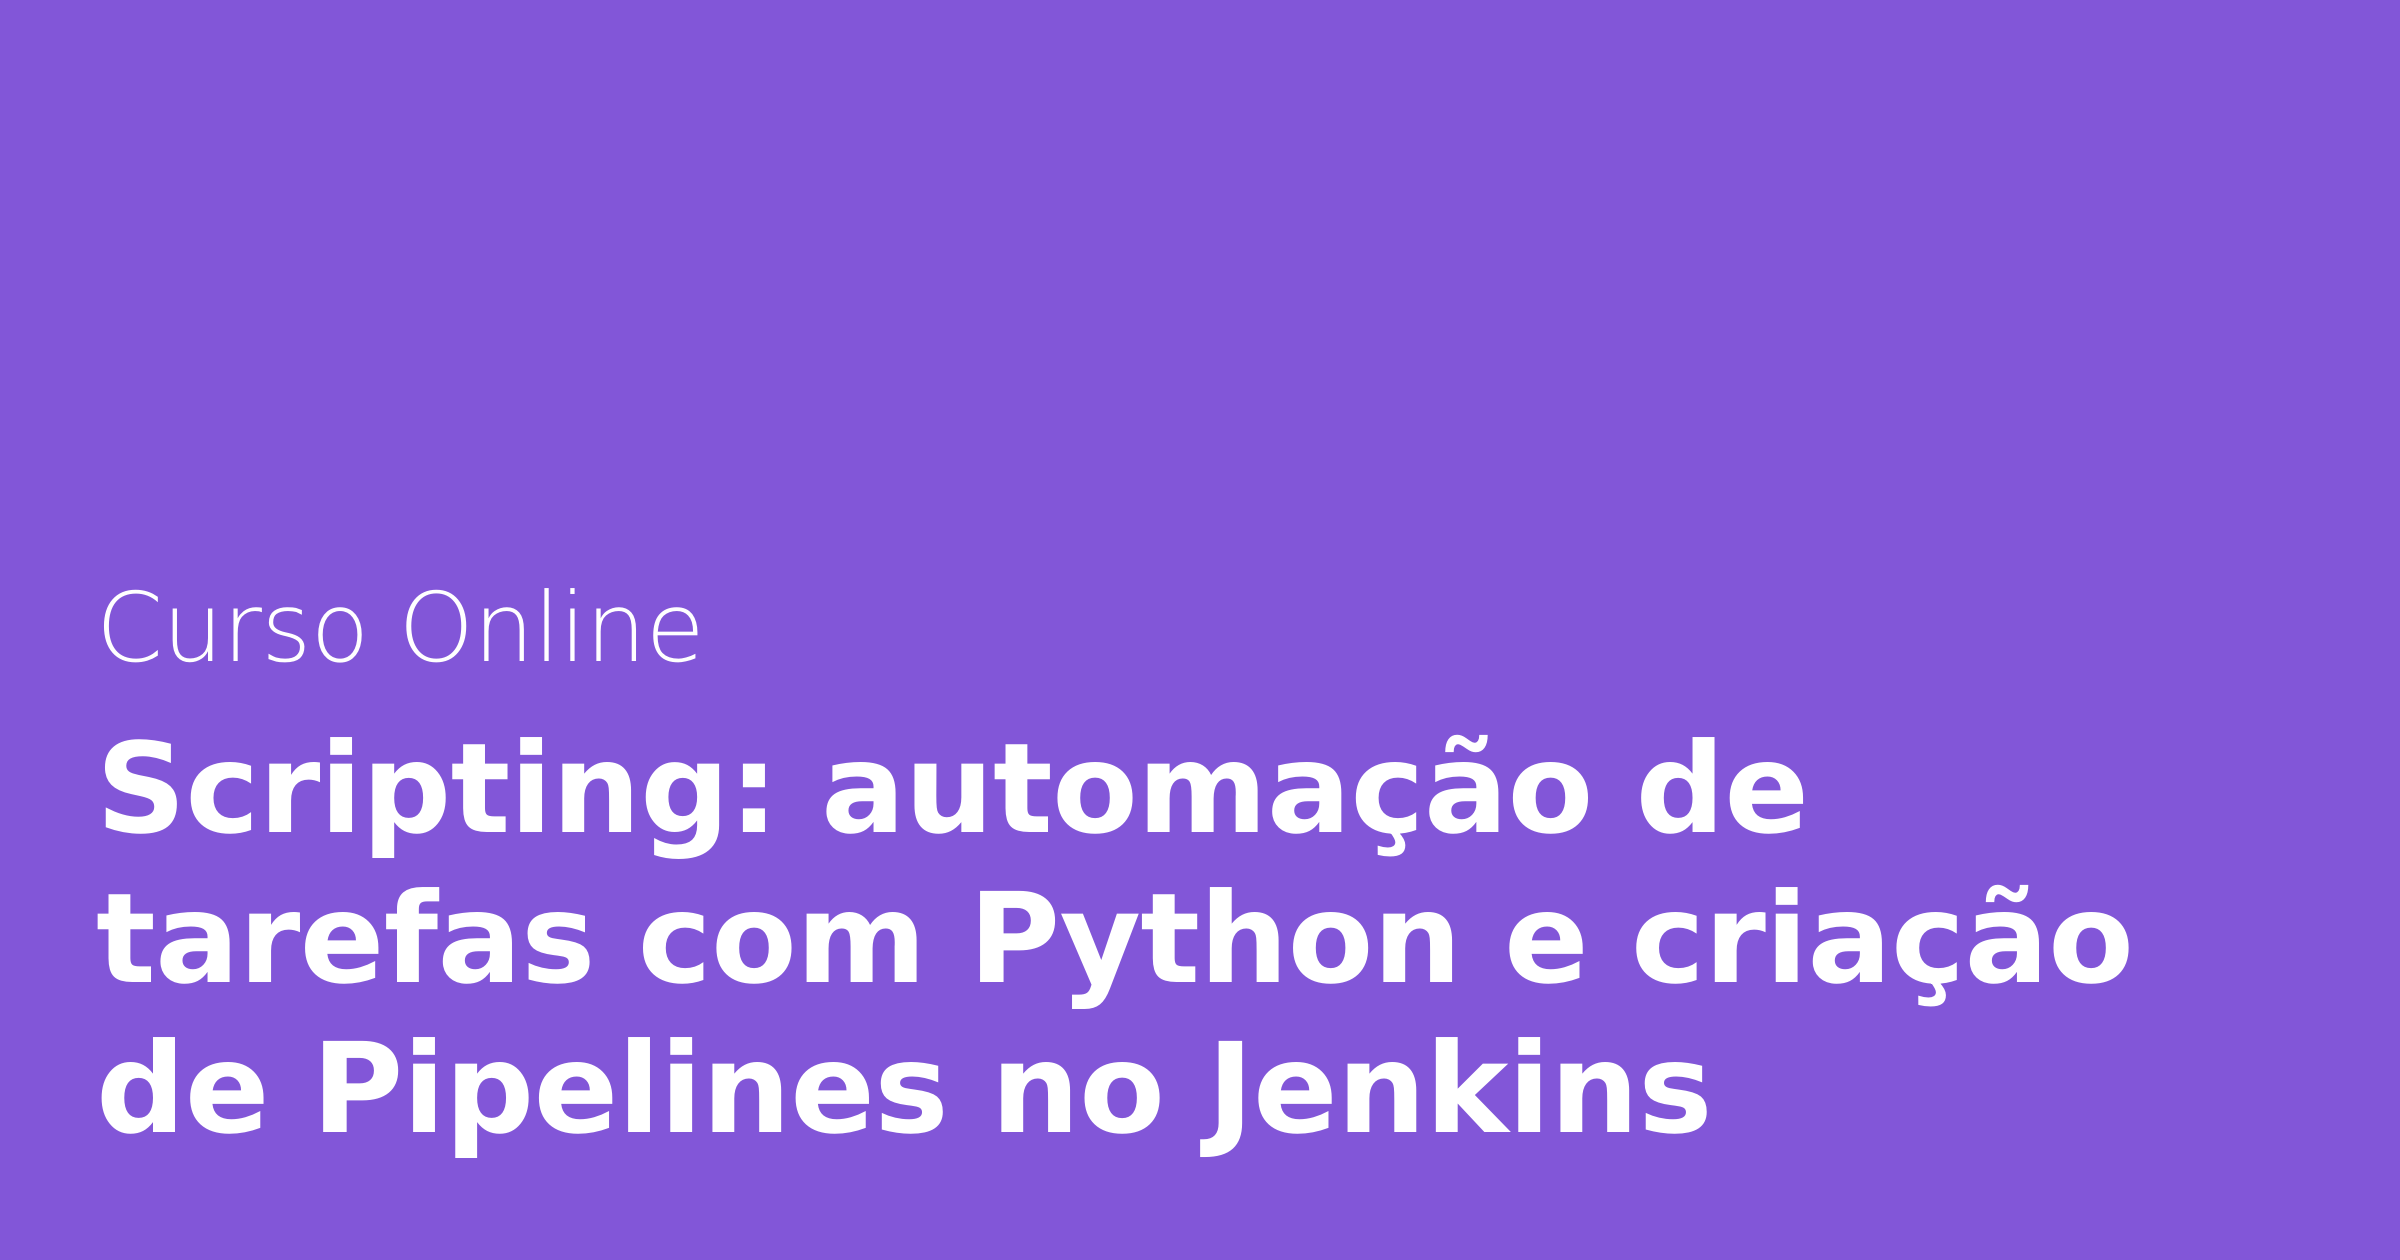 Curso Online
Scripting: automação de
tarefas com Python e criação
de Pipelines no Jenkins